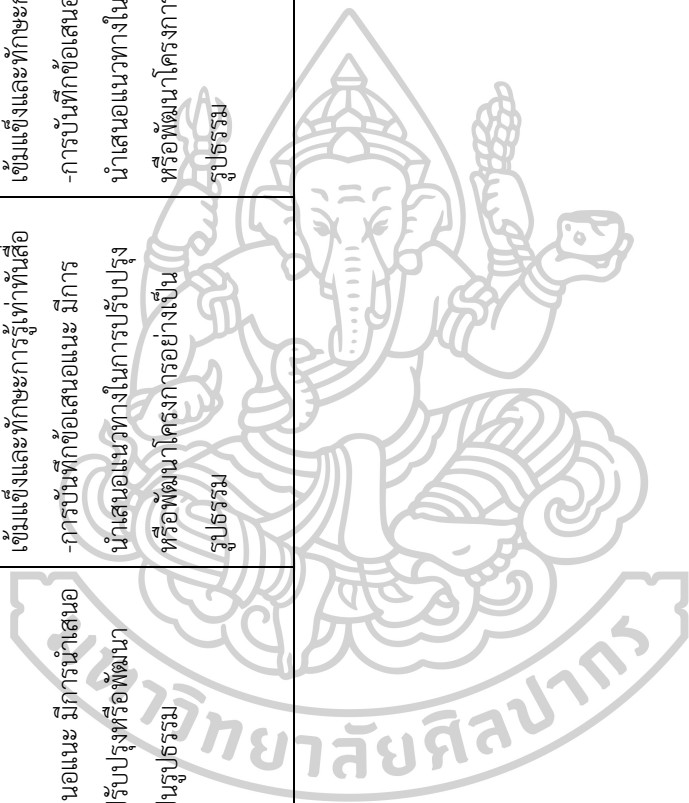 นอแนะ มีการนำเสนอ
ปรับปรุงหรือพัฒนา
ป็นรูปธรรม
เข้มแข็งและทักษะการรู้เท่าทันสื่อ
-การบันทึกข้อเสนอแนะ มีการ
นำเสนอแนวทางในการปรับปรุง
หรือพัฒนาโครงการอย่างเป็น
รูปธรรม
เข้มแข็งและทักษะก
-การบันทึกข้อเสนอ
นำเสนอแนวทางใน
หรือพัฒนาโครงการ
รูปธรรม
มหาวิทยาลัยศิลปากร